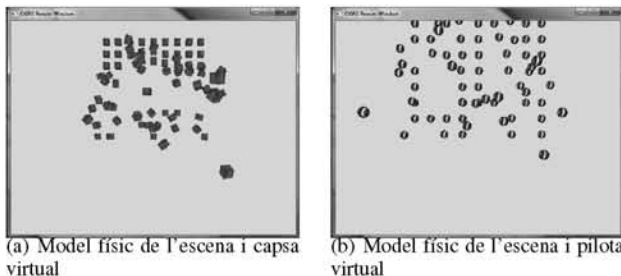 (a) Model físic de l'escena i capsa
virtual
(b) Model físic de l'escena i pilota
virtual